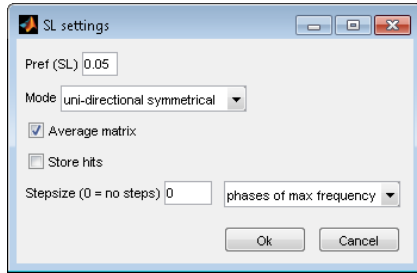 SL settings
Pref (SL) 0.05
Mode uni-directional symmetrical
Average matrix
Store hits
Stepsize (0 = no steps) 0 phases of max frequency
Ok Cancel